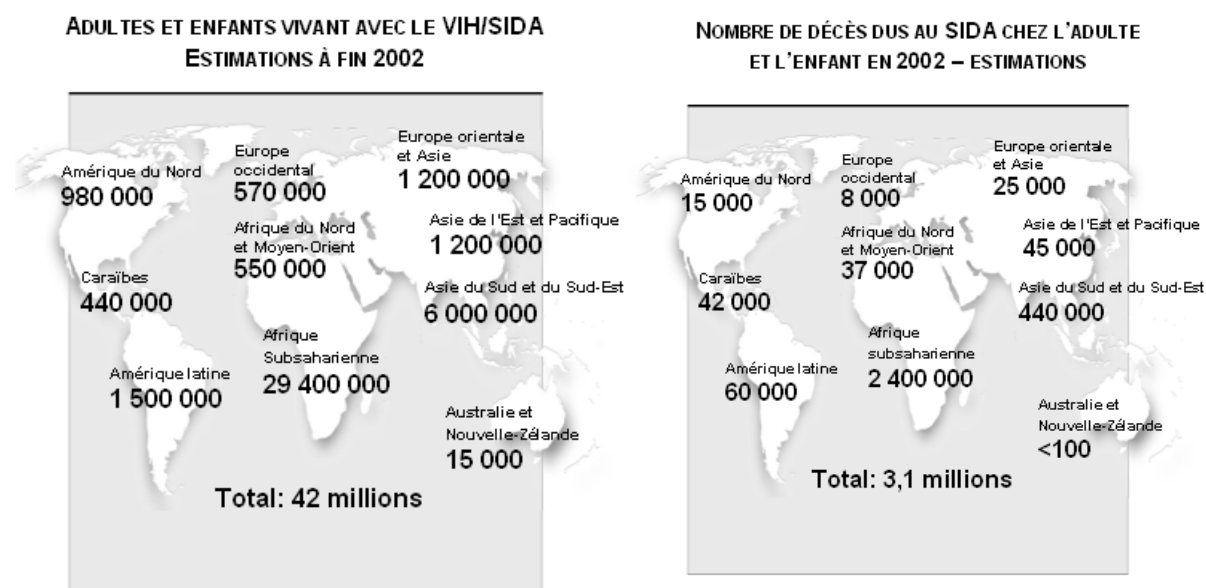 ADULTES ET ENFANTS VIVANT AVEC LE VIH/SIDA
ESTIMATIONS À FIN 2002
Amérique du Nord
980 000
Europe
occidental
570 000
Europe orientale
et Asie
1 200 000
Afrique du Nord
et Moyen-Orient
550 000
Asie de l'Est et Pacifique
1 200 000
Caraïbes
440 000
Asie du Sud et du Sud-Est
6 000 000
Afrique
Subsaharienne
29 400 000
Amérique latine
1 500 000
Australie et
Nouvelle-Zélande
15 000
Total: 42 millions
NOMBRE DE DÉCÈS DUS AU SIDA CHEZ L'ADULTE
ET L'ENFANT EN 2002 – ESTIMATIONS
Amérique du Nord
15 000
Europe
occidental
8 000
Europe orientale
et Asie
25 000
Afrique du Nord
et Moyen-Orient
37 000
Asie de l'Est et Pacifique
45 000
Caraïbes
42 000
Asie du Sud et du Sud-Est
440 000
Afrique
subsaharienne
2 400 000
Amérique latine
60 000
Australie et
Nouvelle-Zélande
<100
Total: 3,1 millions